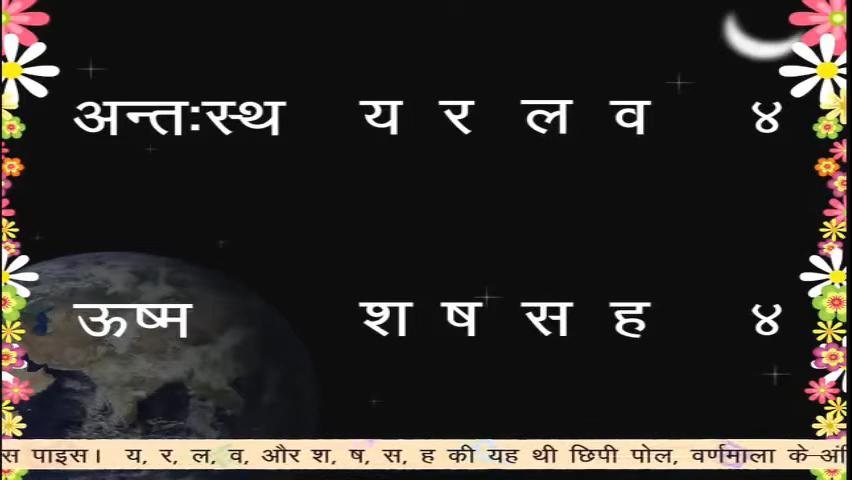 अन्तःस्थ य र ल व ४
ऊष्म श ष स ह ४
स पाइस। य, र, ल, व, और श, ष, स, ह की यह थी छिपी पोल, वर्णमाला के